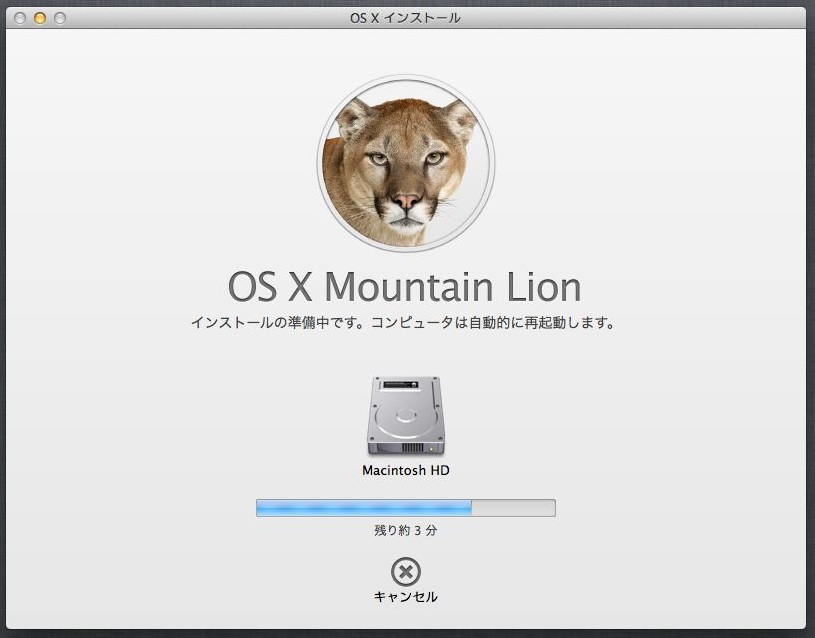 OS X インストール
OS X Mountain Lion
インストールの準備中です。コンピュータは自動的に再起動します。
Macintosh HD
残り約 3 分
キャンセル